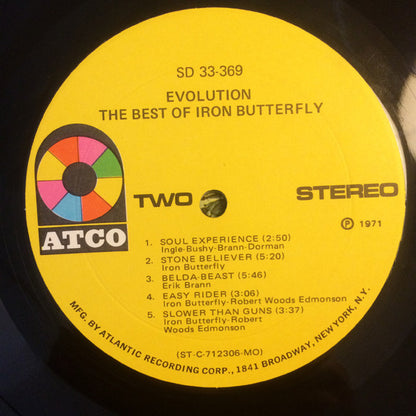 SD 33-369
EVOLUTION
THE BEST OF IRON BUTTERFLY
ATCO
TWO
STEREO
℗ 1971
1. SOUL EXPERIENCE (2:50)
Ingle-Bushy-Brann-Dorman
2. STONE BELIEVER (5:20)
Iron Butterfly
3. BELDA-BEAST (5:46)
Erik Brann
4. EASY RIDER (3:06)
Iron Butterfly-Robert Woods Edmonson
5. SLOWER THAN GUNS (3:37)
Iron Butterfly-Robert
Woods Edmonson
(ST-C-712306-MO)
MFG. BY ATLANTIC RECORDING CORP., 1841 BROADWAY, NEW YORK, N.Y.